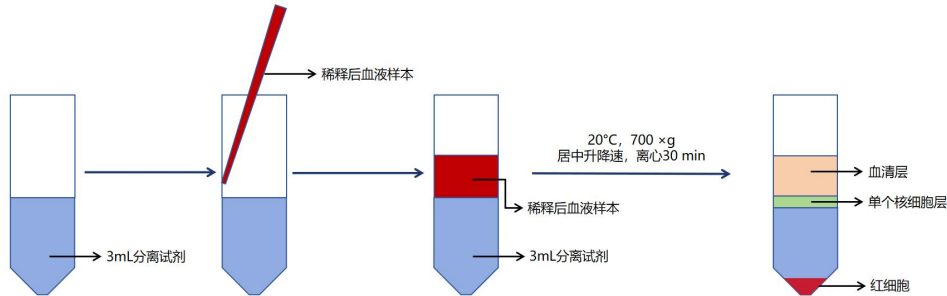 稀释后血液样本
20℃，700 ×g
居中升降速，离心30 min
血清层
单个核细胞层
稀释后血液样本
3mL分离试剂
3mL分离试剂
红细胞